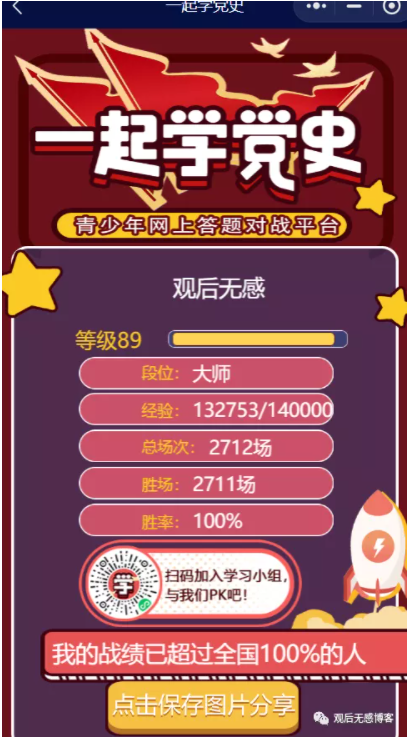 一起学党史
一起学党史
青少年网上答题对战平台
观后无感
等级89
段位：大师
经验：132753/140000
总场次：2712场
胜场：2711场
胜率：100%
学
扫码加入学习小组，
与我们PK吧！
我的战绩已超过全国100%的人
点击保存图片分享
观后无感博客